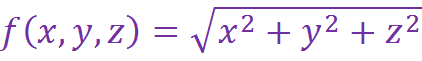 f(x, y, z) = √(x² + y² + z²)